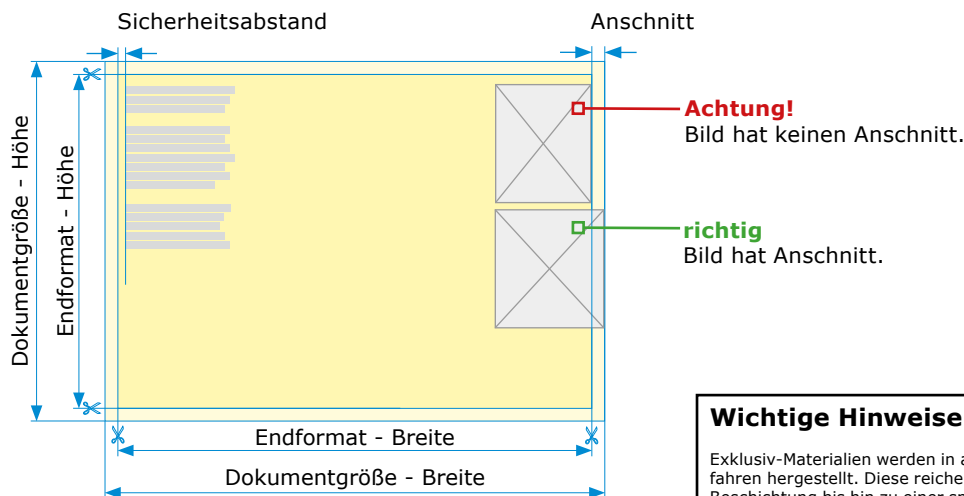 Sicherheitsabstand
Anschnitt
Dokumentgröße - Höhe
Endformat - Höhe
Achtung!
Bild hat keinen Anschnitt.
richtig
Bild hat Anschnitt.
Endformat - Breite
Dokumentgröße - Breite
Wichtige Hinweise
Exklusiv-Materialien werden in
fahren hergestellt. Diese reiche